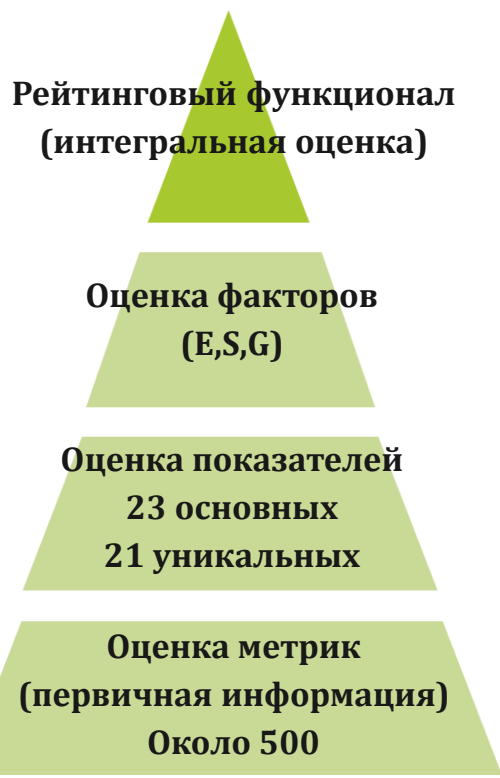 Рейтинговый функционал
(интегральная оценка)
Оценка факторов
(E,S,G)
Оценка показателей
23 основных
21 уникальных
Оценка метрик
(первичная информация)
Около 500